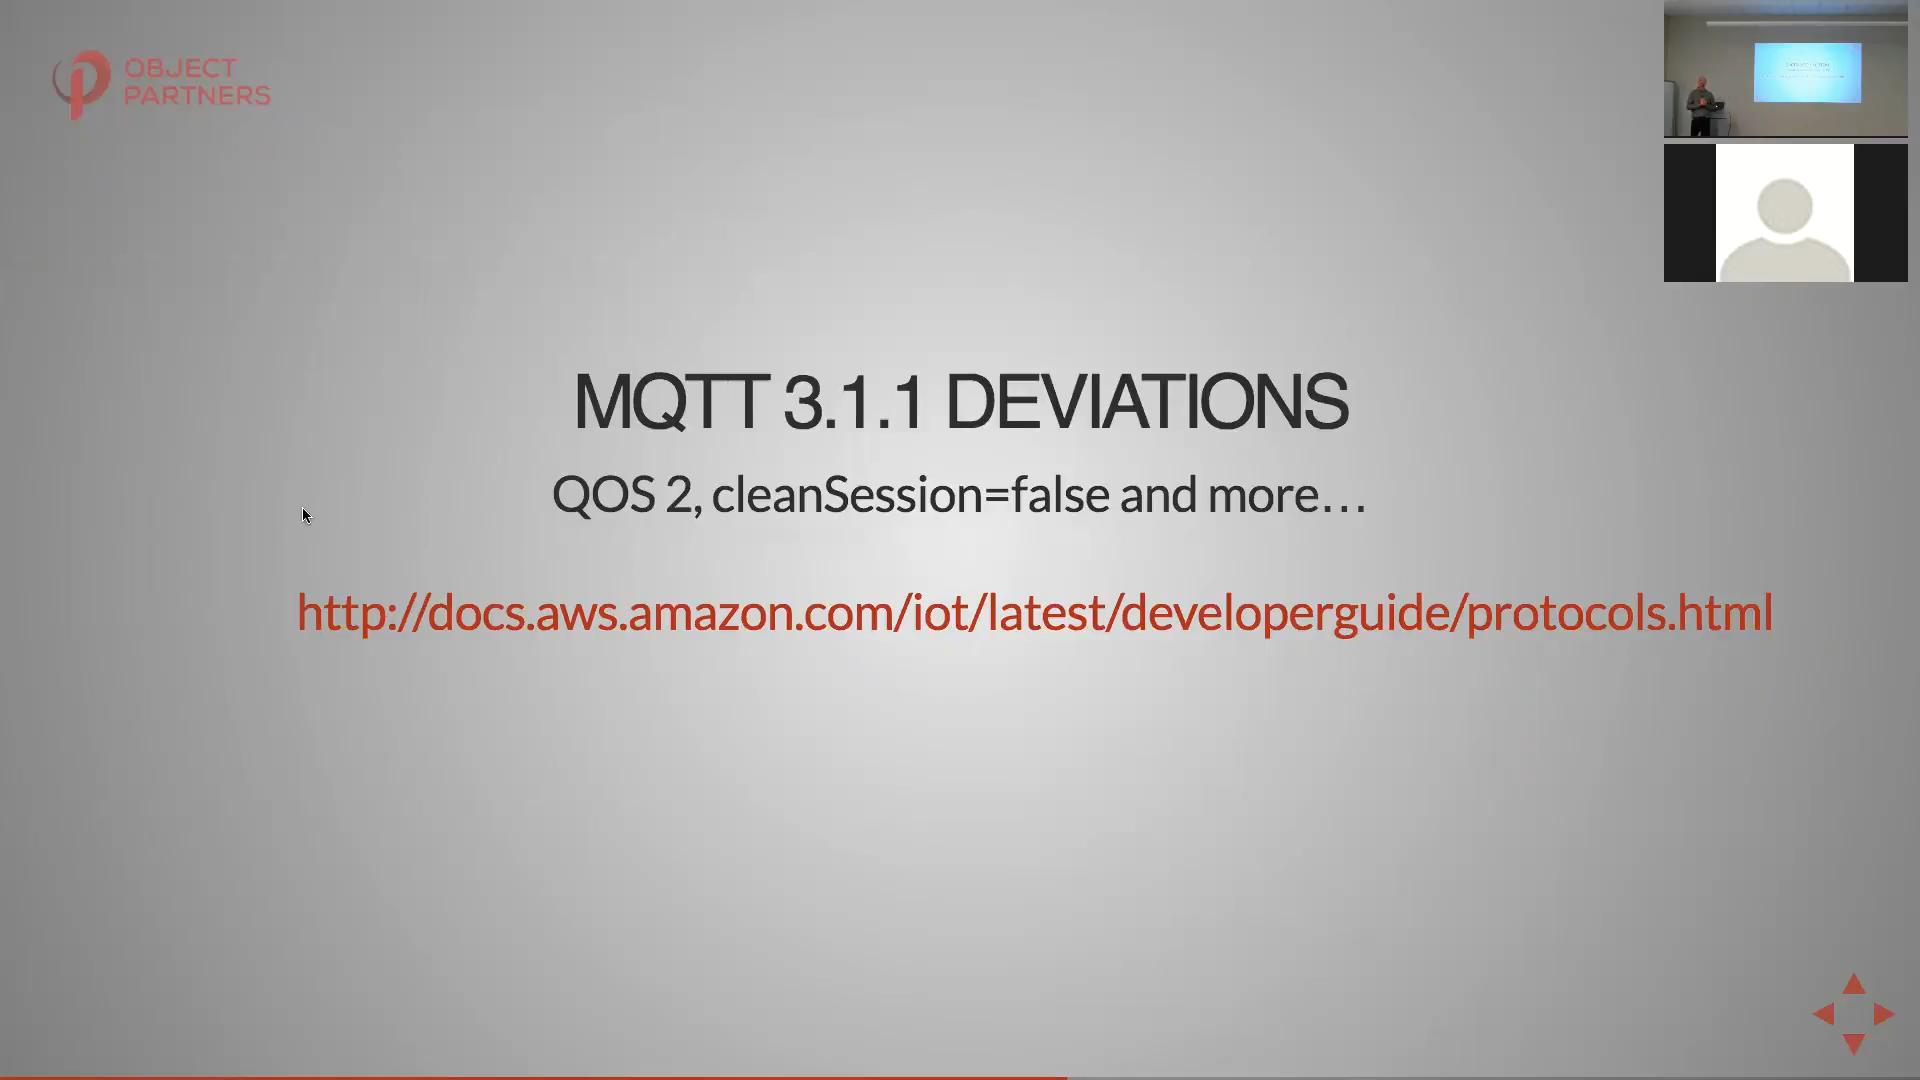 OBJECT
PARTNERS
MQTT 3.1.1 DEVIATIONS
QOS 2, cleanSession=false and more…
http://docs.aws.amazon.com/iot/latest/developerguide/protocols.html